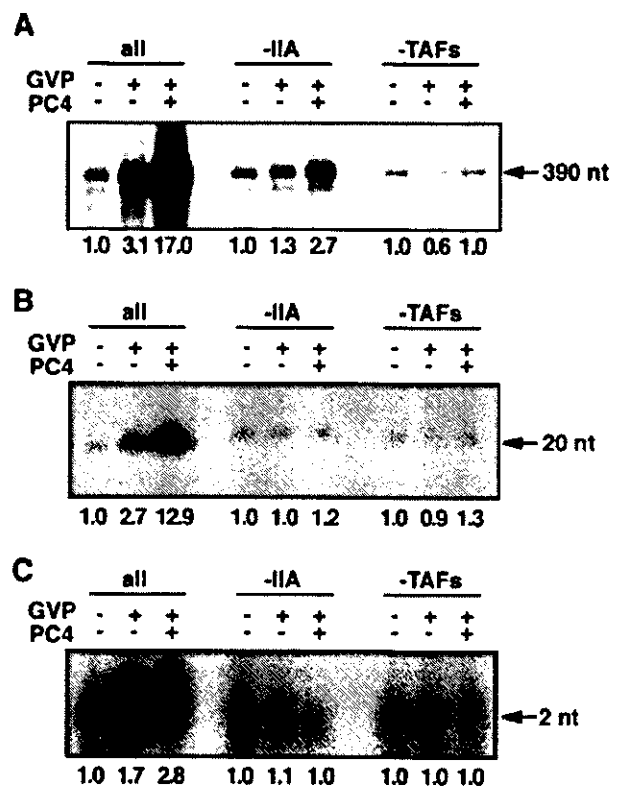 A
all -IIA -TAFs
GVP - + + - + + - + +
PC4 - - + - - + - - +
390 nt
1.0 3.1 17.0 1.0 1.3 2.7 1.0 0.6 1.0
B
all -IIA -TAFs
GVP - + + - + + - + +
PC4 - - + - - + - - +
20 nt
1.0 2.7 12.9 1.0 1.0 1.2 1.0 0.9 1.3
C
all -IIA -TAFs
GVP - + + - + + - + +
PC4 - - + - - + - - +
2 nt
1.0 1.7 2.8 1.0 1.1 1.0 1.0 1.0 1.0